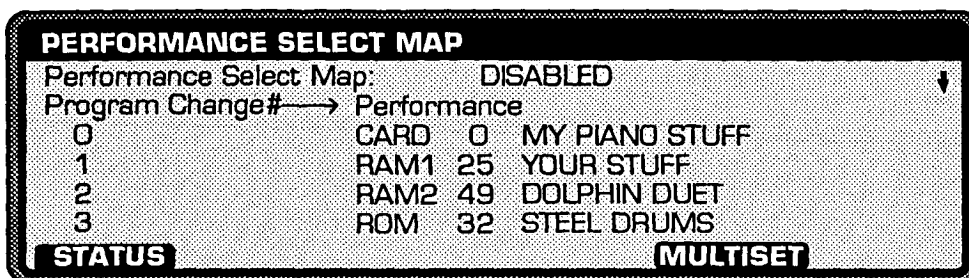 PERFORMANCE SELECT MAP
Performance Select Map: DISABLED
Program Change#⟶ Performance
0 CARD 0 MY PIANO STUFF
1 RAM1 25 YOUR STUFF
2 RAM2 49 DOLPHIN DUET
3 ROM 32 STEEL DRUMS
STATUS MULTISET